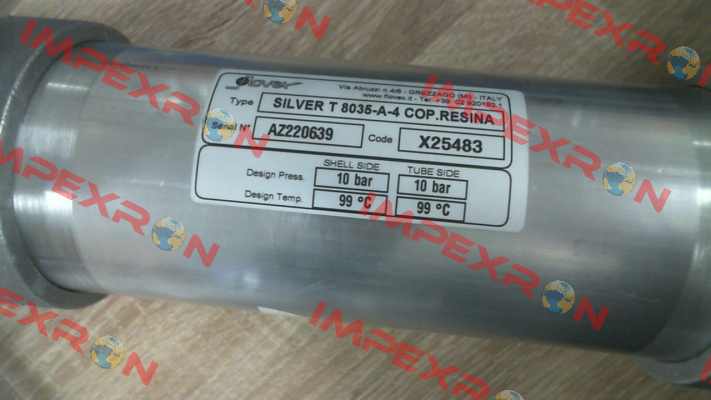 IMPEXRON
FLOVEX
Via Abruzzi n.4/6 - GREZZAGO (MI) - ITALY
www.flovex.it - Tel +39 02 920192.1
Type SILVER T 8035-A-4 COP.RESINA
Serial N° AZ220639 Code X25483
SHELL SIDE TUBE SIDE
Design Press. 10 bar 10 bar
Design Temp. 99 °C 99 °C
IMPEXRON
IMPEXRON
IMPEXRON
IMPEXRON